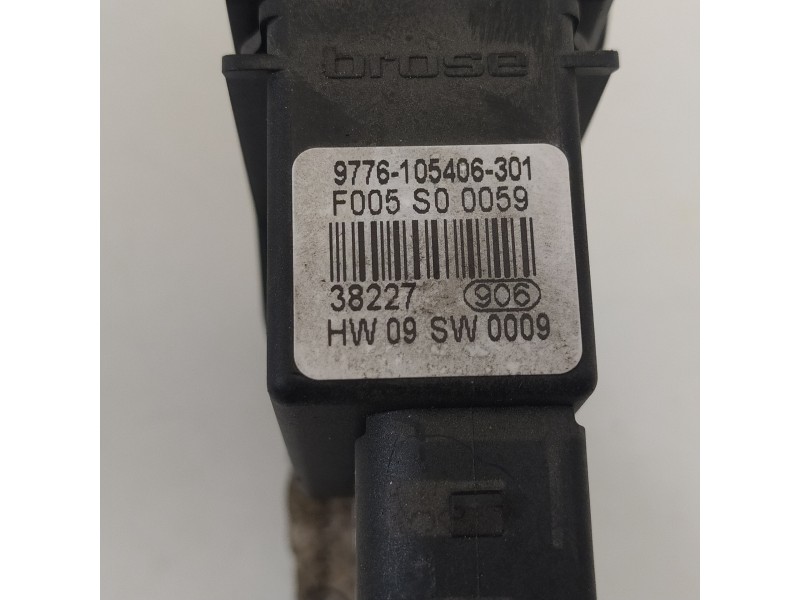 brose
9776-105406-301
F005 S0 0059
38227 906
HW 09 SW 0009